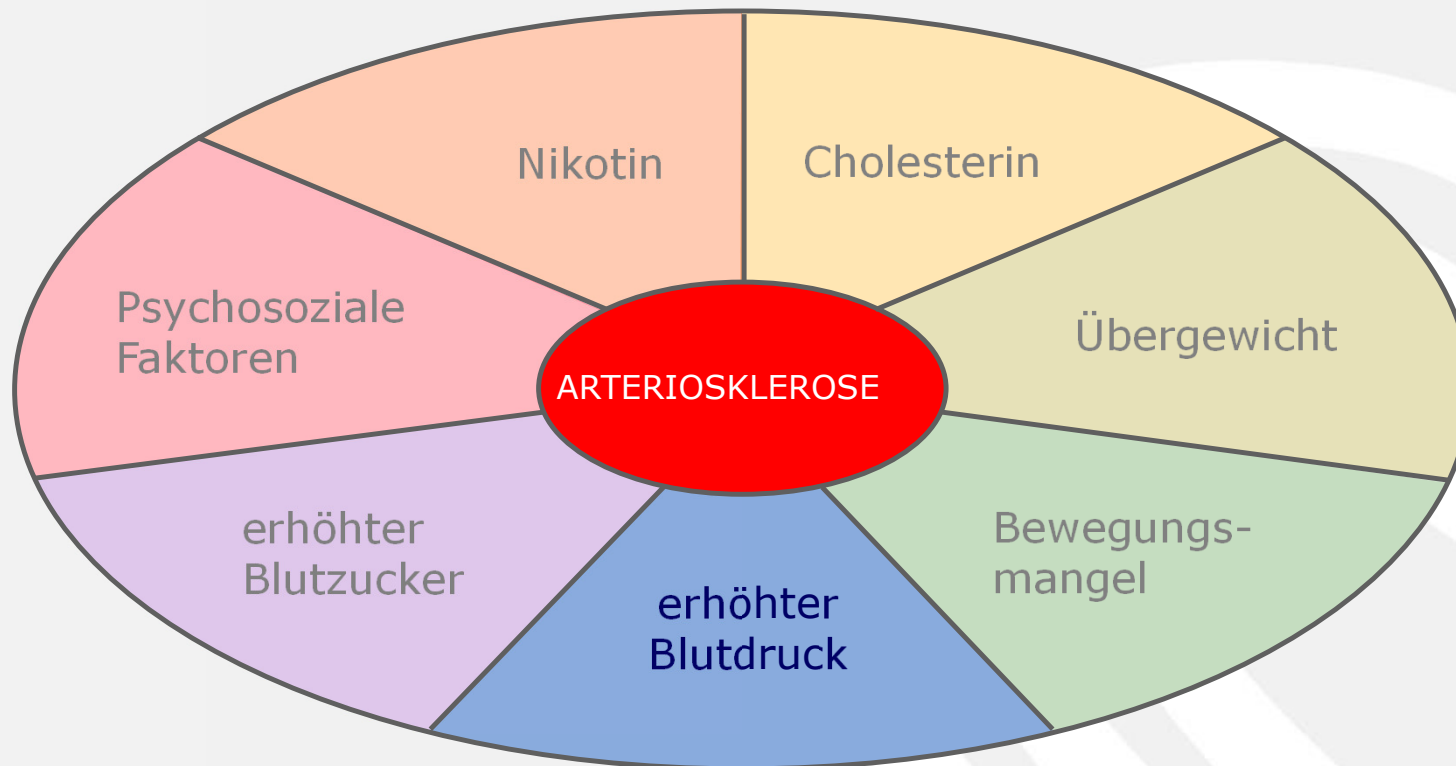 Nikotin
Cholesterin
Psychosoziale
Faktoren
Übergewicht
ARTERIOSKLEROSE
erhöhter
Blutzucker
Bewegungs-
mangel
erhöhter
Blutdruck